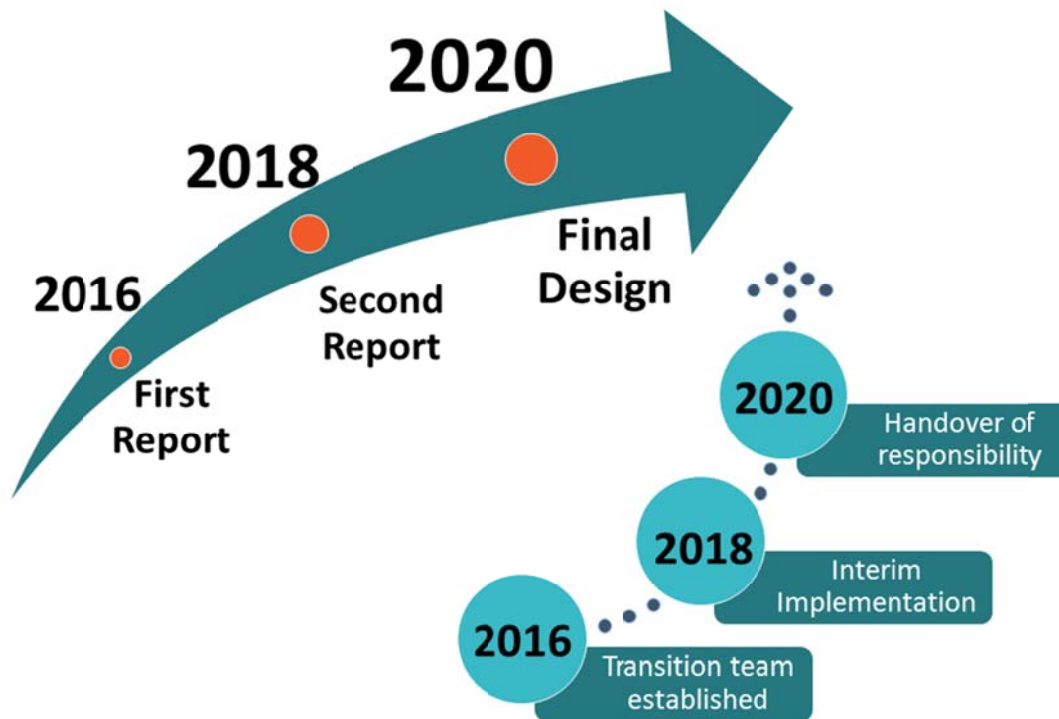 2016
First
Report
2018
Second
Report
2020
Final
Design
2016
Transition team
established
2018
Interim
Implementation
2020
Handover of
responsibility